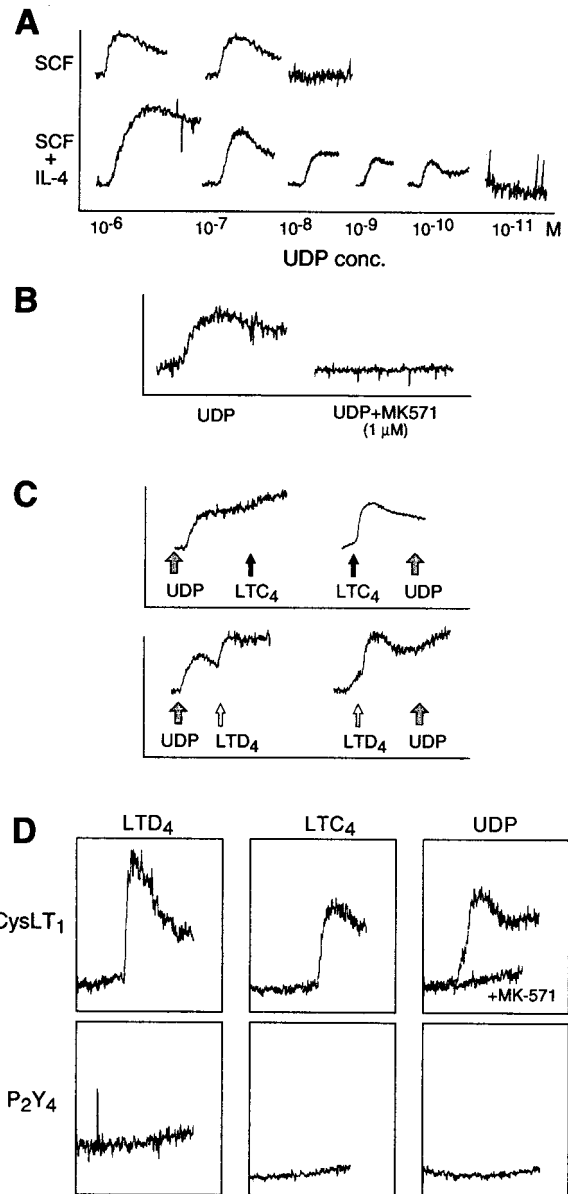 A
SCF
SCF
+
IL-4
10-6 10-7 10-8 10-9 10-10 10-11 M
UDP conc.
B
UDP UDP+MK571
(1 μM)
C
UDP LTC4 LTC4 UDP
UDP LTD4 LTD4 UDP
D
LTD4 LTC4 UDP
CysLT1
+MK-571
P2Y4